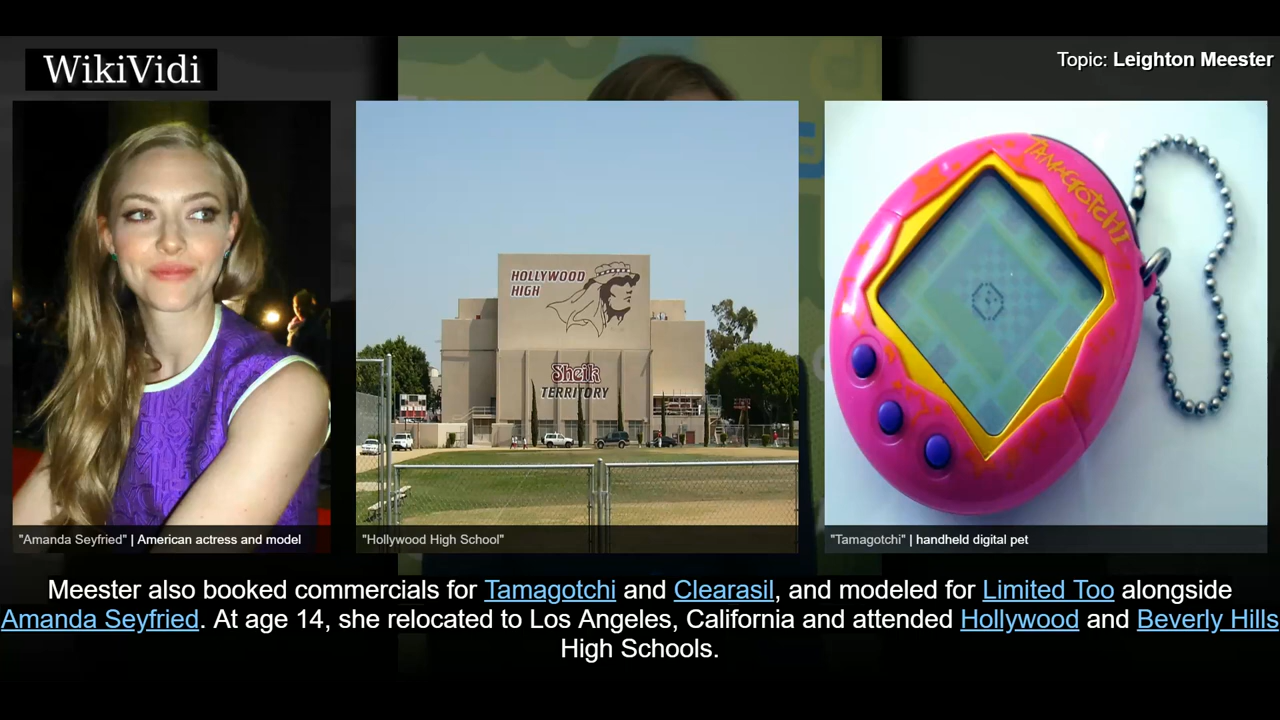 WikiVidi
Topic: Leighton Meester
HOLLYWOOD
HIGH
Sheik
TERRITORY
TAMAGOTCHI
"Amanda Seyfried" | American actress and model
"Hollywood High School"
"Tamagotchi" | handheld digital pet
Meester also booked commercials for Tamagotchi and Clearasil, and modeled for Limited Too alongside
Amanda Seyfried. At age 14, she relocated to Los Angeles, California and attended Hollywood and Beverly Hills
High Schools.